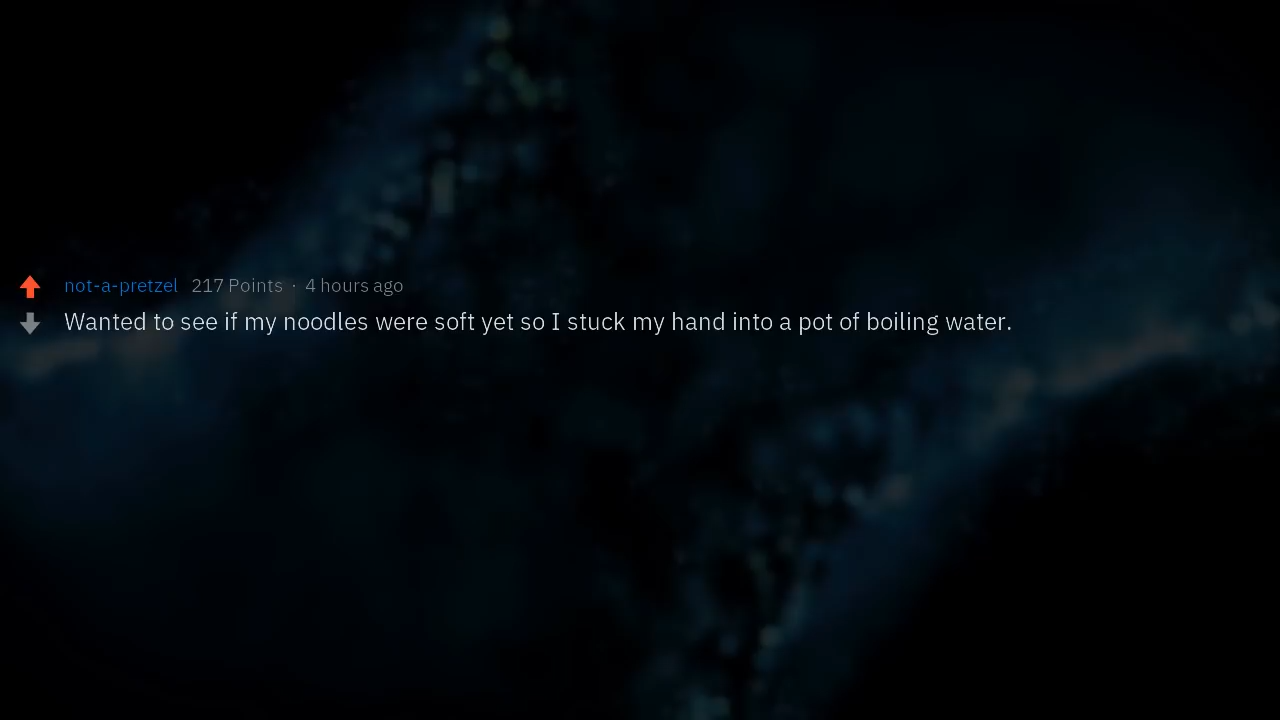 not-a-pretzel 217 Points · 4 hours ago
Wanted to see if my noodles were soft yet so I stuck my hand into a pot of boiling water.